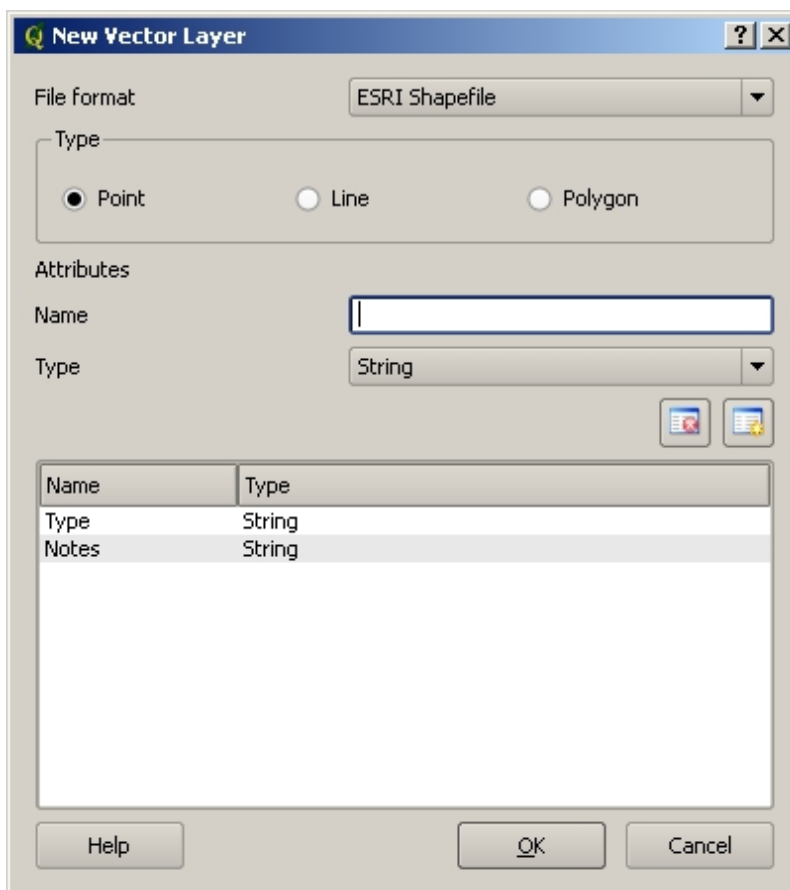 New Vector Layer
File format ESRI Shapefile
Type
Point Line Polygon
Attributes
Name
Type String
Name Type
Type String
Notes String
Help OK Cancel